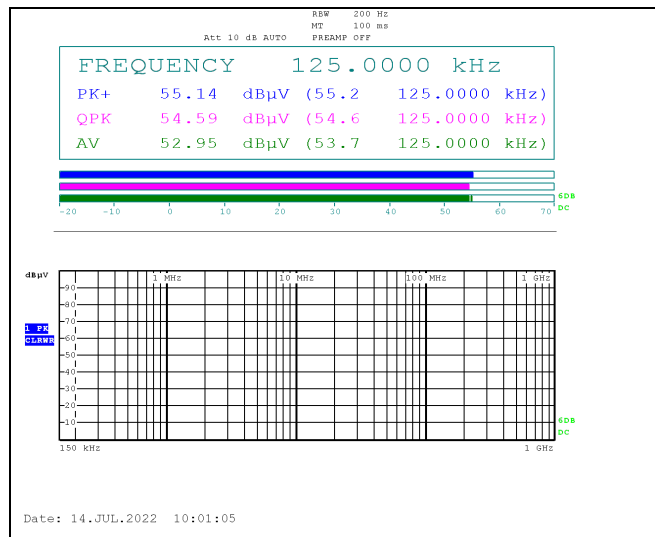 RBW 200 Hz
MT 100 ms
Att 10 dB AUTO PREAMP OFF
FREQUENCY 125.0000 kHz
PK+ 55.14 dBµV (55.2 125.0000 kHz)
QPK 54.59 dBµV (54.6 125.0000 kHz)
AV 52.95 dBµV (53.7 125.0000 kHz)
6DB
-20 -10 0 10 20 30 40 50 60 70
DC
dBµV
1 MHz 10 MHz 100 MHz 1 GHz
90
80
70
1 PK
60
CLRWR
50
40
30
20
10
6DB
DC
150 kHz 1 GHz
Date: 14.JUL.2022 10:01:05